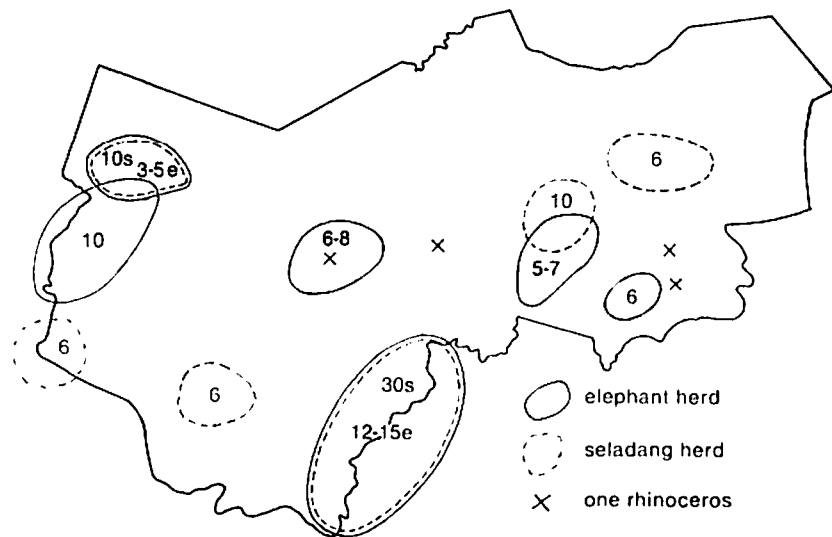 10s
3-5e
6
10
10
6-8
5-7
6
6
6
30s
12-15e
elephant herd
seladang herd
one rhinoceros